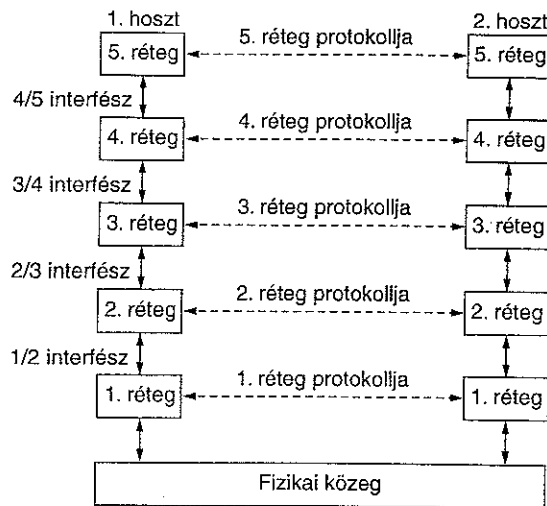 1. hoszt 2. hoszt
5. réteg 5. réteg protokollja 5. réteg
4/5 interfész
4. réteg 4. réteg protokollja 4. réteg
3/4 interfész
3. réteg 3. réteg protokollja 3. réteg
2/3 interfész
2. réteg 2. réteg protokollja 2. réteg
1/2 interfész
1. réteg 1. réteg protokollja 1. réteg
Fizikai közeg